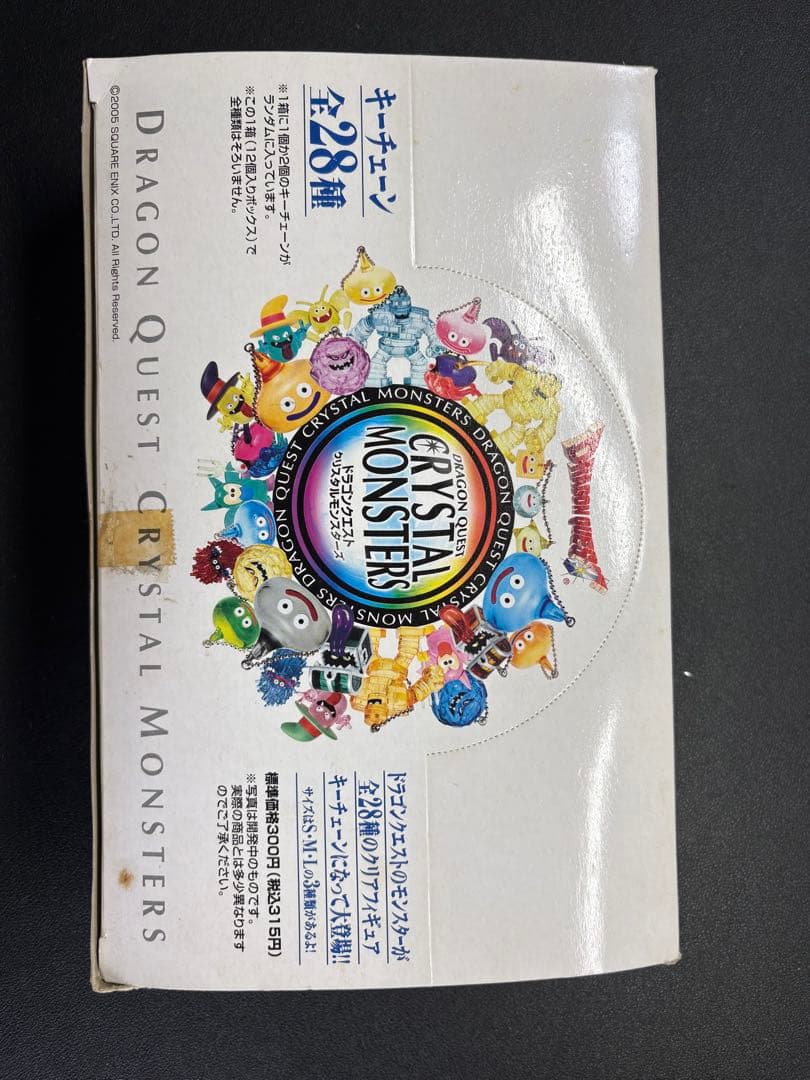 DRAGON QUEST
®
DRAGON QUEST CRYSTAL MONSTERS DRAGON QUEST CRYSTAL MONSTERS
DRAGON QUEST
CRYSTAL
MONSTERS
ドラゴンクエスト
クリスタルモンスターズ
キーチェーン
全28種
※1箱に1個か2個のキーチェーンが
ランダムに入っています。
※この1箱(12個入りボックス)で
全種類はそろいません。
ドラゴンクエストのモンスターが
全28種のクリアフィギュア
キーチェーンになって大登場!!
サイズはS・M・Lの3種類があるよ!
標準価格300円(税込315円)
※写真は開発中のものです。
実際の商品とは多少異なります
のでご了承ください。
DRAGON QUEST CRYSTAL MONSTERS
©2005 SQUARE ENIX CO.,LTD. All Rights Reserved.